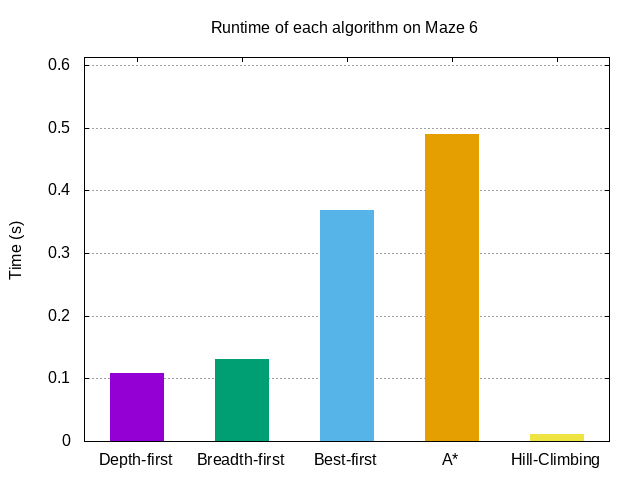 Runtime of each algorithm on Maze 6
0.6
0.5
0.4
0.3
0.2
0.1
0
Time (s)
Depth-first Breadth-first Best-first A* Hill-Climbing